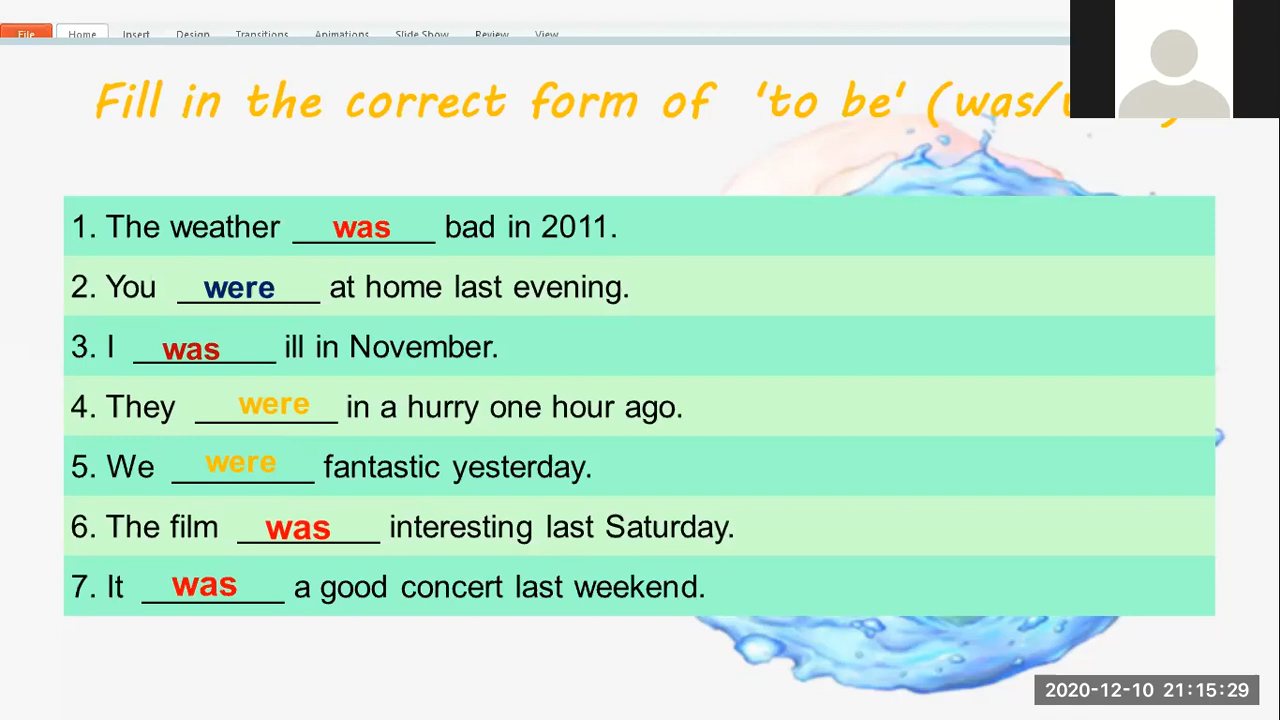 File Home Insert Design Transitions Animations Slide Show Review View
Fill in the correct form of 'to be' (was/
1. The weather was bad in 2011.
2. You were at home last evening.
3. I was ill in November.
4. They were in a hurry one hour ago.
5. We were fantastic yesterday.
6. The film was interesting last Saturday.
7. It was a good concert last weekend.
2020-12-10 21:15:29